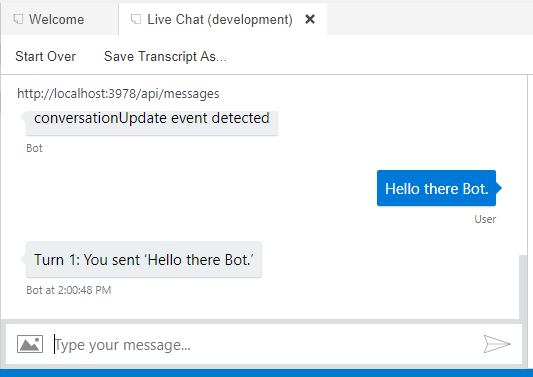 Welcome
Live Chat (development)
Start Over
Save Transcript As...
http://localhost:3978/api/messages
conversationUpdate event detected
Bot
Hello there Bot.
User
Turn 1: You sent ‘Hello there Bot.’
Bot at 2:00:48 PM
Type your message...